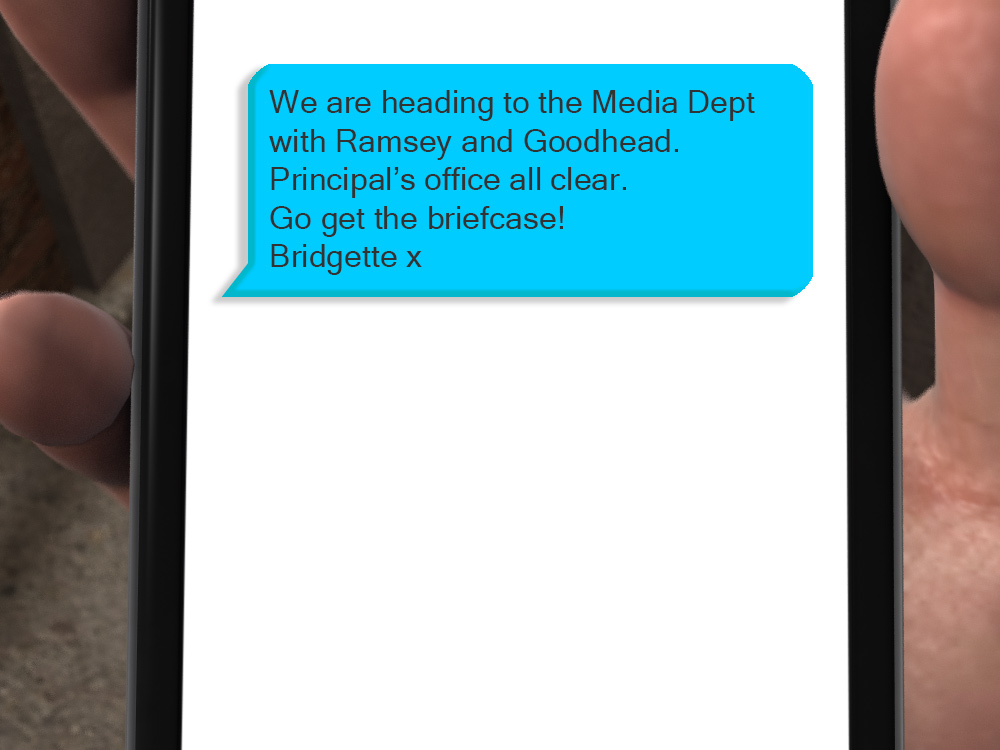 We are heading to the Media Dept
with Ramsey and Goodhead.
Principal’s office all clear.
Go get the briefcase!
Bridgette x